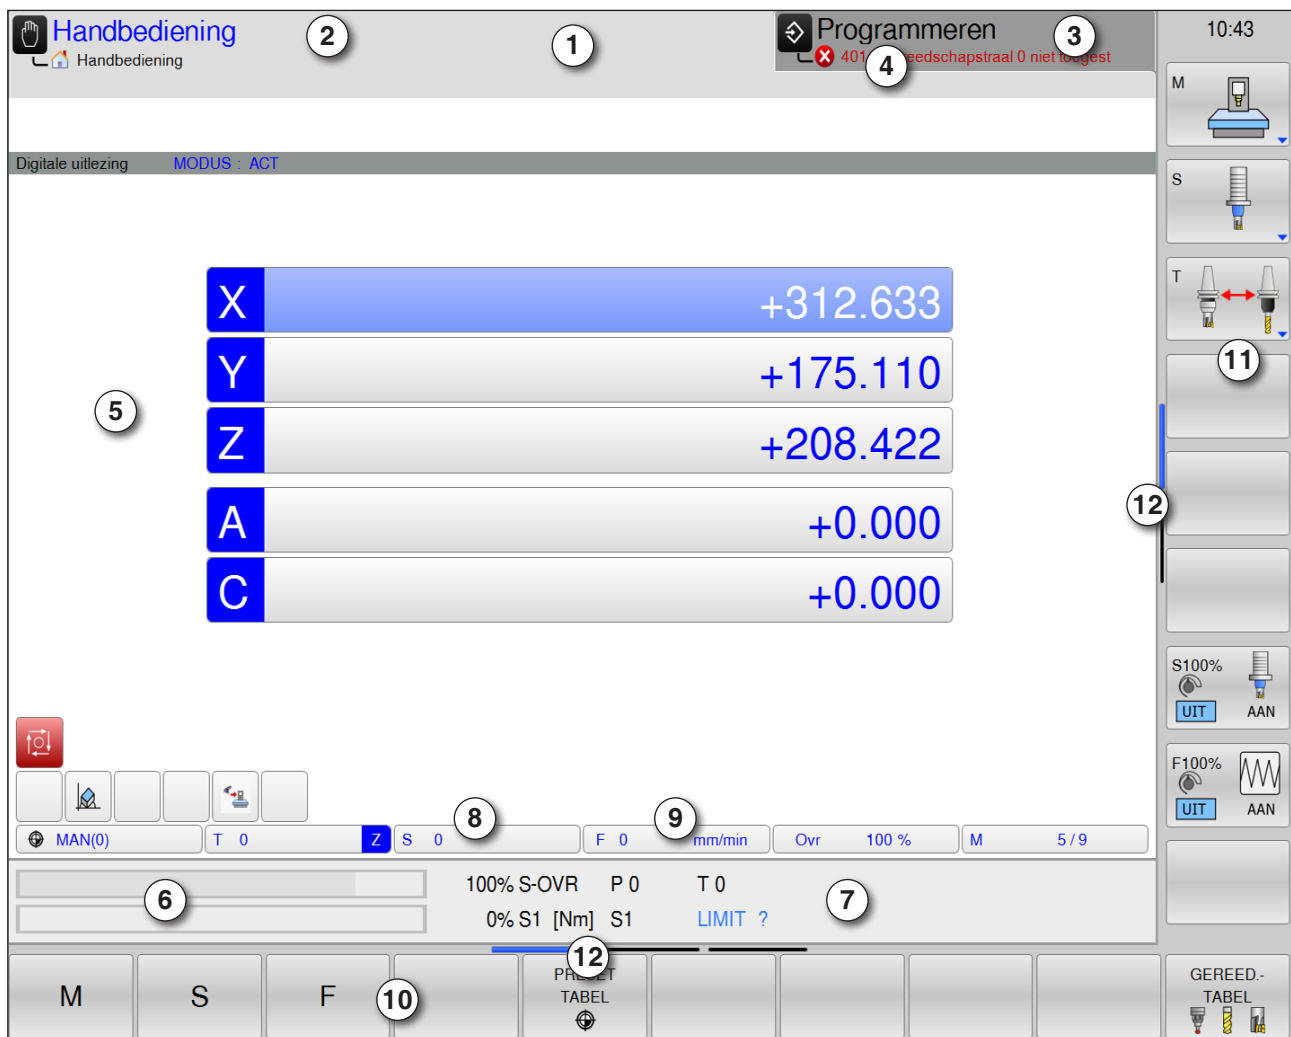 Handbediening
2
1
Programmeren
3
10:43
Handbediening
401
4
eedschapstraal 0 niet toegest
M
Digitale uitlezing MODUS : ACT
S
X +312.633
T
Y +175.110
11
5
Z +208.422
12
A +0.000
C +0.000
S100%
UIT AAN
F100%
UIT AAN
8
9
MAN(0) T 0 Z S 0 F 0 mm/min Ovr 100 % M 5 / 9
6
100% S-OVR P 0 T 0
7
0% S1 [Nm] S1 LIMIT ?
12
M S F
10
PRESET
TABEL
GEREED.-
TABEL